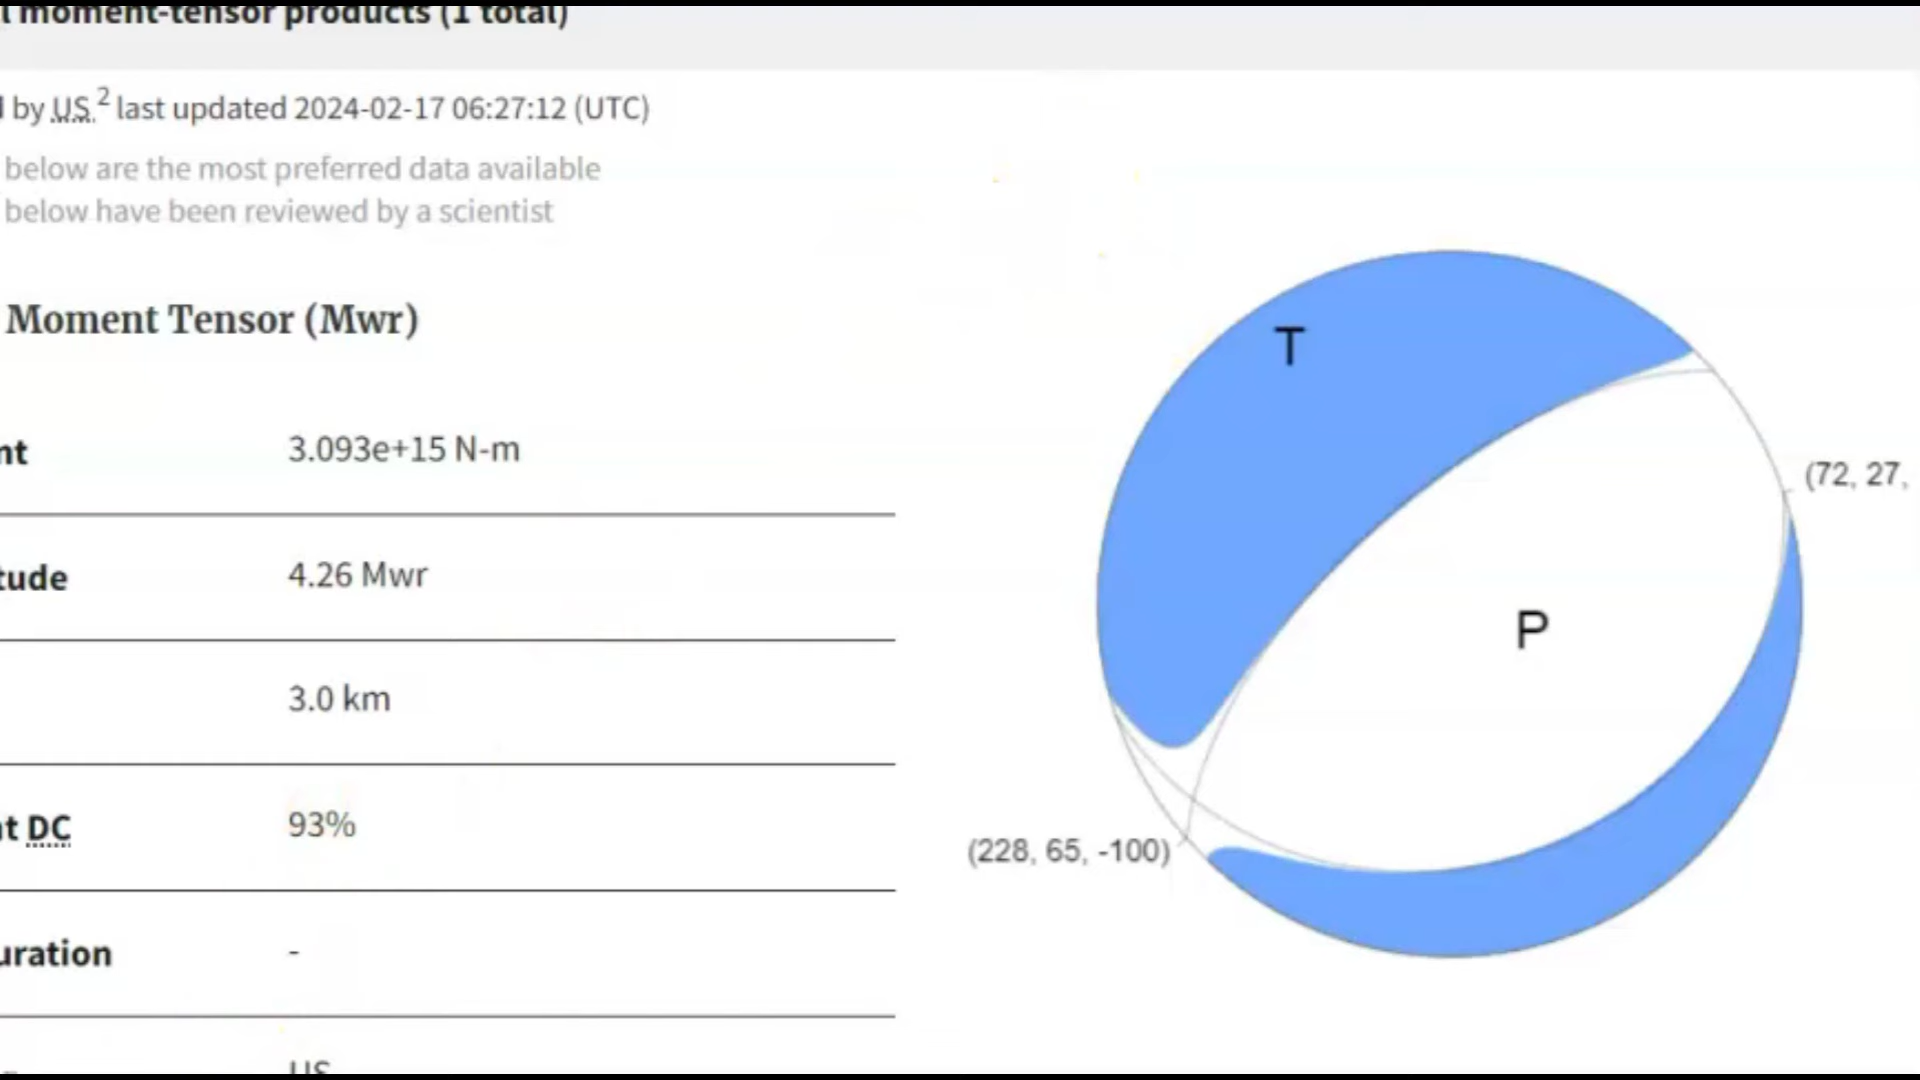 moment-tensor products (1 total)
by US 2 last updated 2024-02-17 06:27:12 (UTC)
below are the most preferred data available
below have been reviewed by a scientist
Moment Tensor (Mwr)
nt 3.093e+15 N-m
tude 4.26 Mwr
3.0 km
t DC 93%
uration -
US
T
P
(72, 27,
(228, 65, -100)